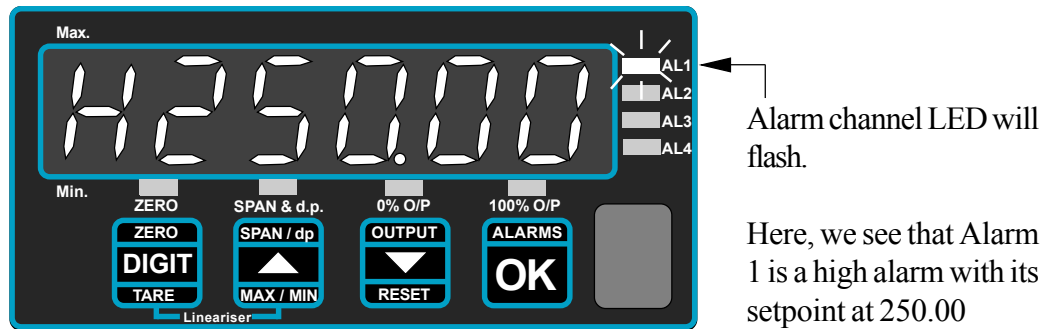 Max.
H250.00
AL1
AL2
AL3
AL4
Min.
ZERO SPAN & d.p. 0% O/P 100% O/P
ZERO SPAN / dp OUTPUT ALARMS
DIGIT OK
TARE MAX / MIN RESET
Lineariser
Alarm channel LED will
flash.
Here, we see that Alarm
1 is a high alarm with its
setpoint at 250.00